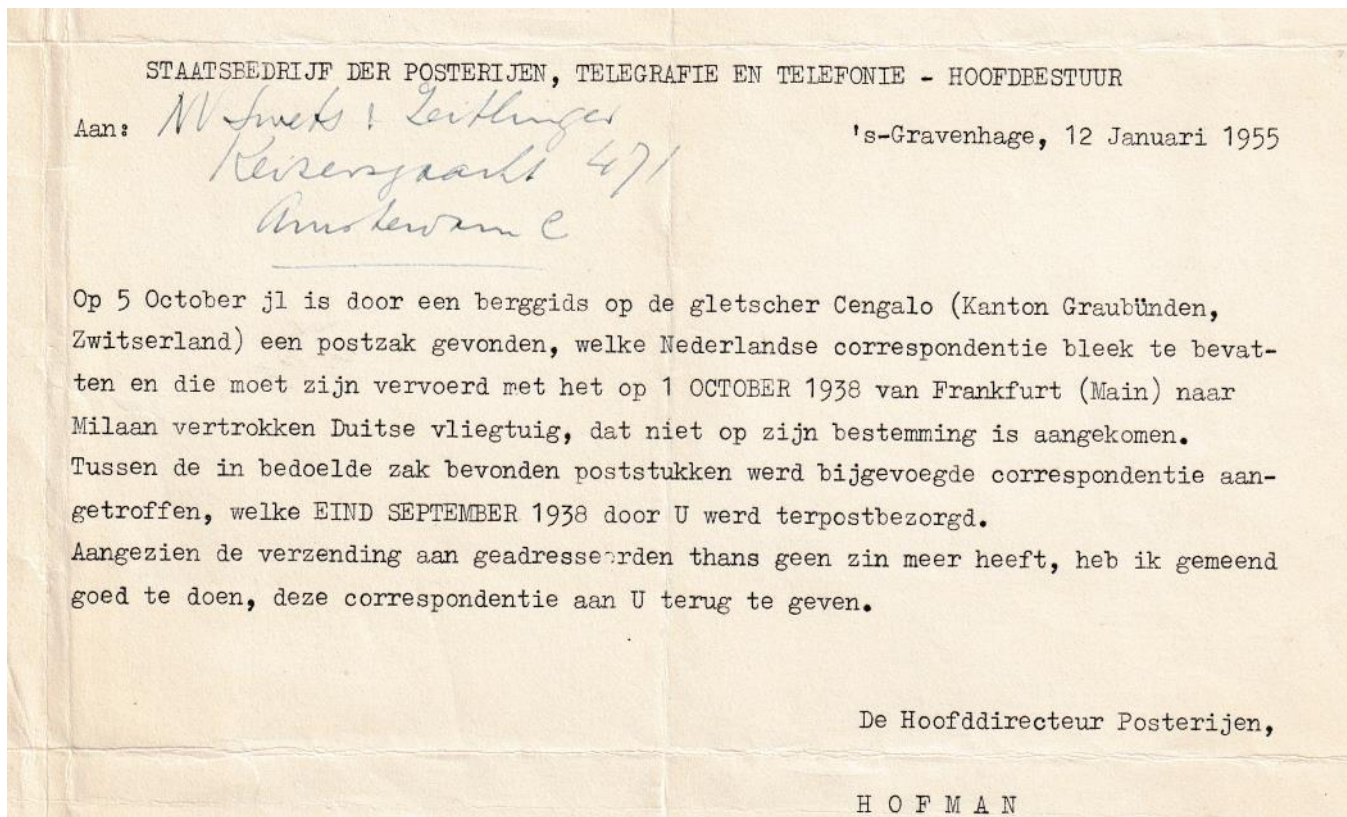 STAATSBEDRIJF DER POSTERIJEN, TELEGRAFIE EN TELEFONIE - HOOFDBESTUUR
Aan: NV Swets & Zeitlinger
's-Gravenhage, 12 Januari 1955
Keizersgracht 471
Amsterdam C
Op 5 October jl is door een berggids op de gletscher Cengalo (Kanton Graubünden,
Zwitserland) een postzak gevonden, welke Nederlandse correspondentie bleek te bevat-
ten en die moet zijn vervoerd met het op 1 OCTOBER 1938 van Frankfurt (Main) naar
Milaan vertrokken Duitse vliegtuig, dat niet op zijn bestemming is aangekomen.
Tussen de in bedoelde zak bevonden poststukken werd bijgevoegde correspondentie aan-
getroffen, welke EIND SEPTEMBER 1938 door U werd terpostbezorgd.
Aangezien de verzending aan geadresseerden thans geen zin meer heeft, heb ik gemeend
goed te doen, deze correspondentie aan U terug te geven.
De Hoofddirecteur Posterijen,
H O F M A N